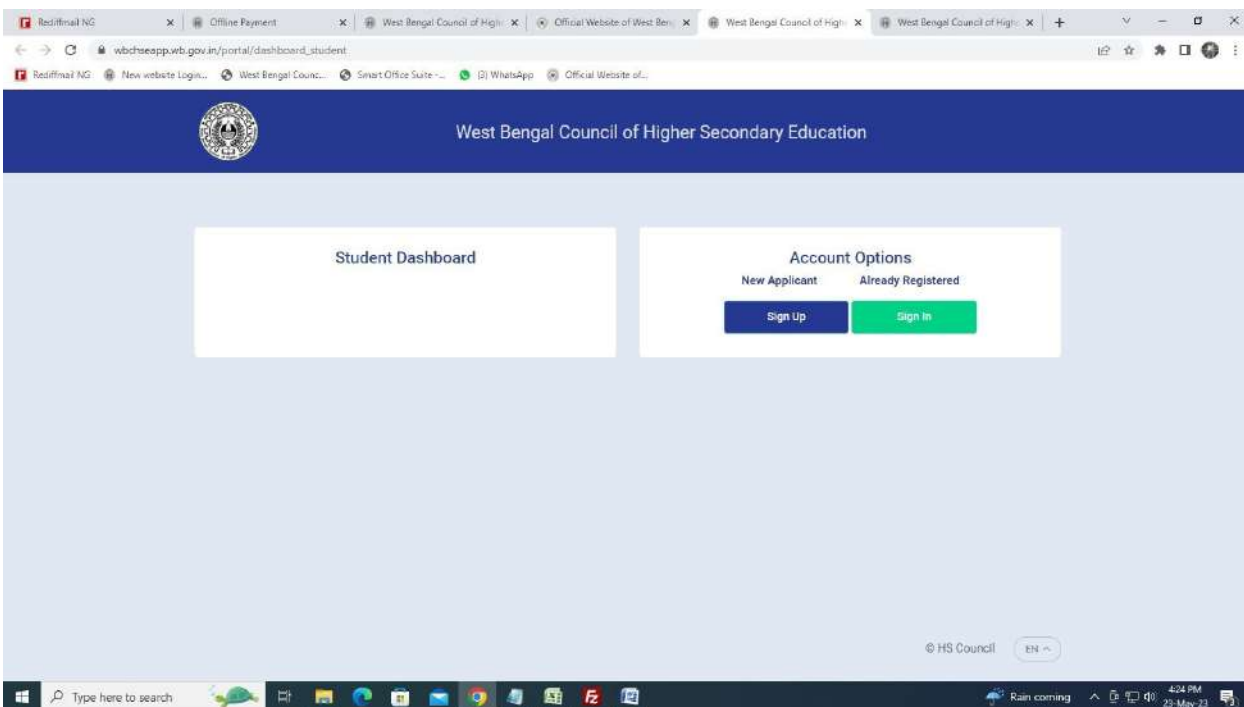 Rediffmail NG
Offline Payment
West Bengal Council of High
Official Website of West Ben
West Bengal Council of High
West Bengal Council of High
wbchseapp.wb.gov.in/portal/dashboard_student
Rediffmail NG New website Login... West Bengal Counc... Smart Office Suite -... (3) WhatsApp Official Website of...
West Bengal Council of Higher Secondary Education
Student Dashboard
Account Options
New Applicant Already Registered
Sign Up Sign In
© HS Council EN
Type here to search Rain coming 4:24 PM
23-May-23